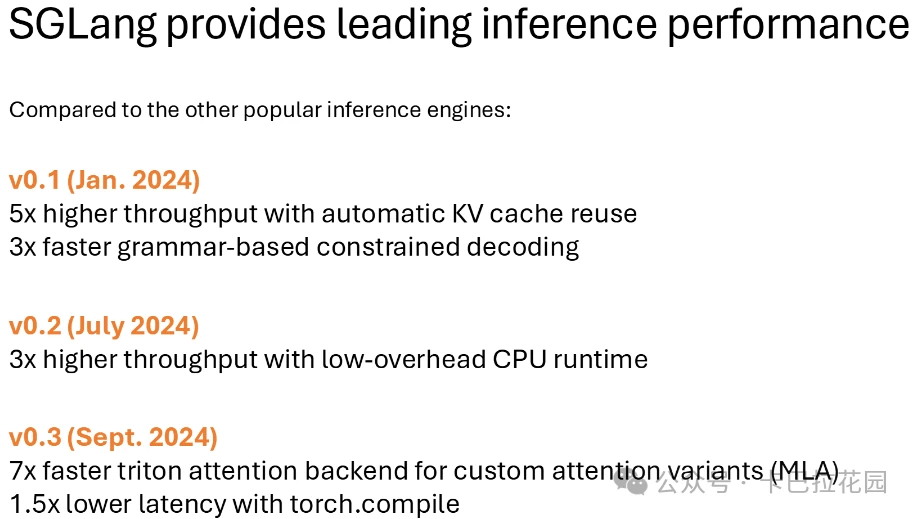 SGLang provides leading inference performance
Compared to the other popular inference engines:
v0.1 (Jan. 2024)
5x higher throughput with automatic KV cache reuse
3x faster grammar-based constrained decoding
v0.2 (July 2024)
3x higher throughput with low-overhead CPU runtime
v0.3 (Sept. 2024)
7x faster triton attention backend for custom attention variants (MLA)
公众号 · 卡巴拉花园
1.5x lower latency with torch.compile